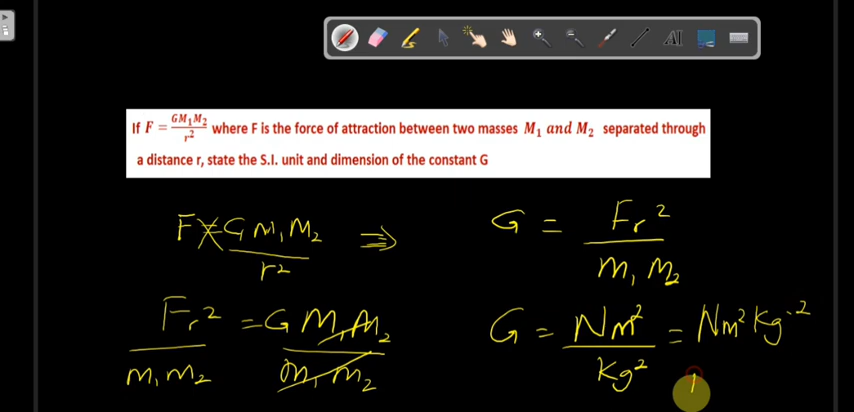 AI
If F = GM₁M₂/r² where F is the force of attraction between two masses M₁ and M₂ separated through
a distance r, state the S.I. unit and dimension of the constant G
F = GM₁M₂/r² ⇒
G = Fr²/M₁M₂
Fr²/M₁M₂ = GM₁M₂/M₁M₂
G = Nm²/kg² = Nm²kg⁻²